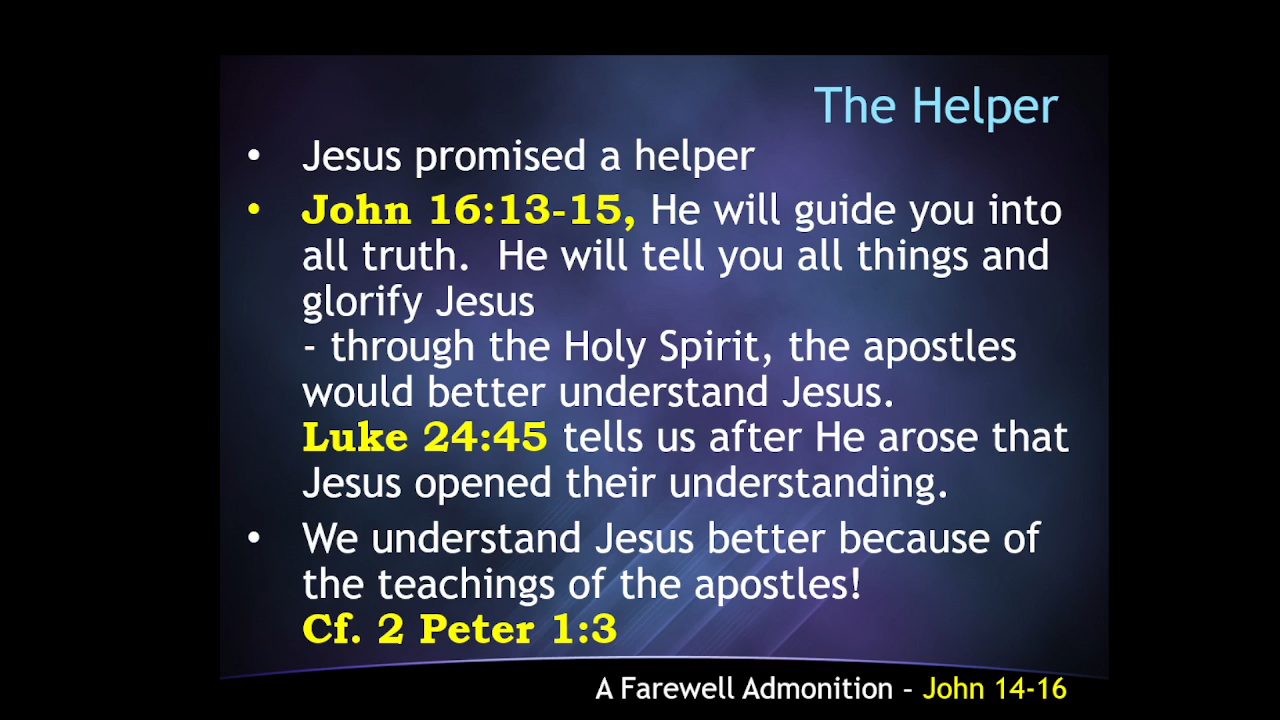 The Helper
• Jesus promised a helper
• John 16:13-15, He will guide you into
all truth.  He will tell you all things and
glorify Jesus
- through the Holy Spirit, the apostles
would better understand Jesus.
Luke 24:45 tells us after He arose that
Jesus opened their understanding.
• We understand Jesus better because of
the teachings of the apostles!
Cf. 2 Peter 1:3
A Farewell Admonition – John 14-16